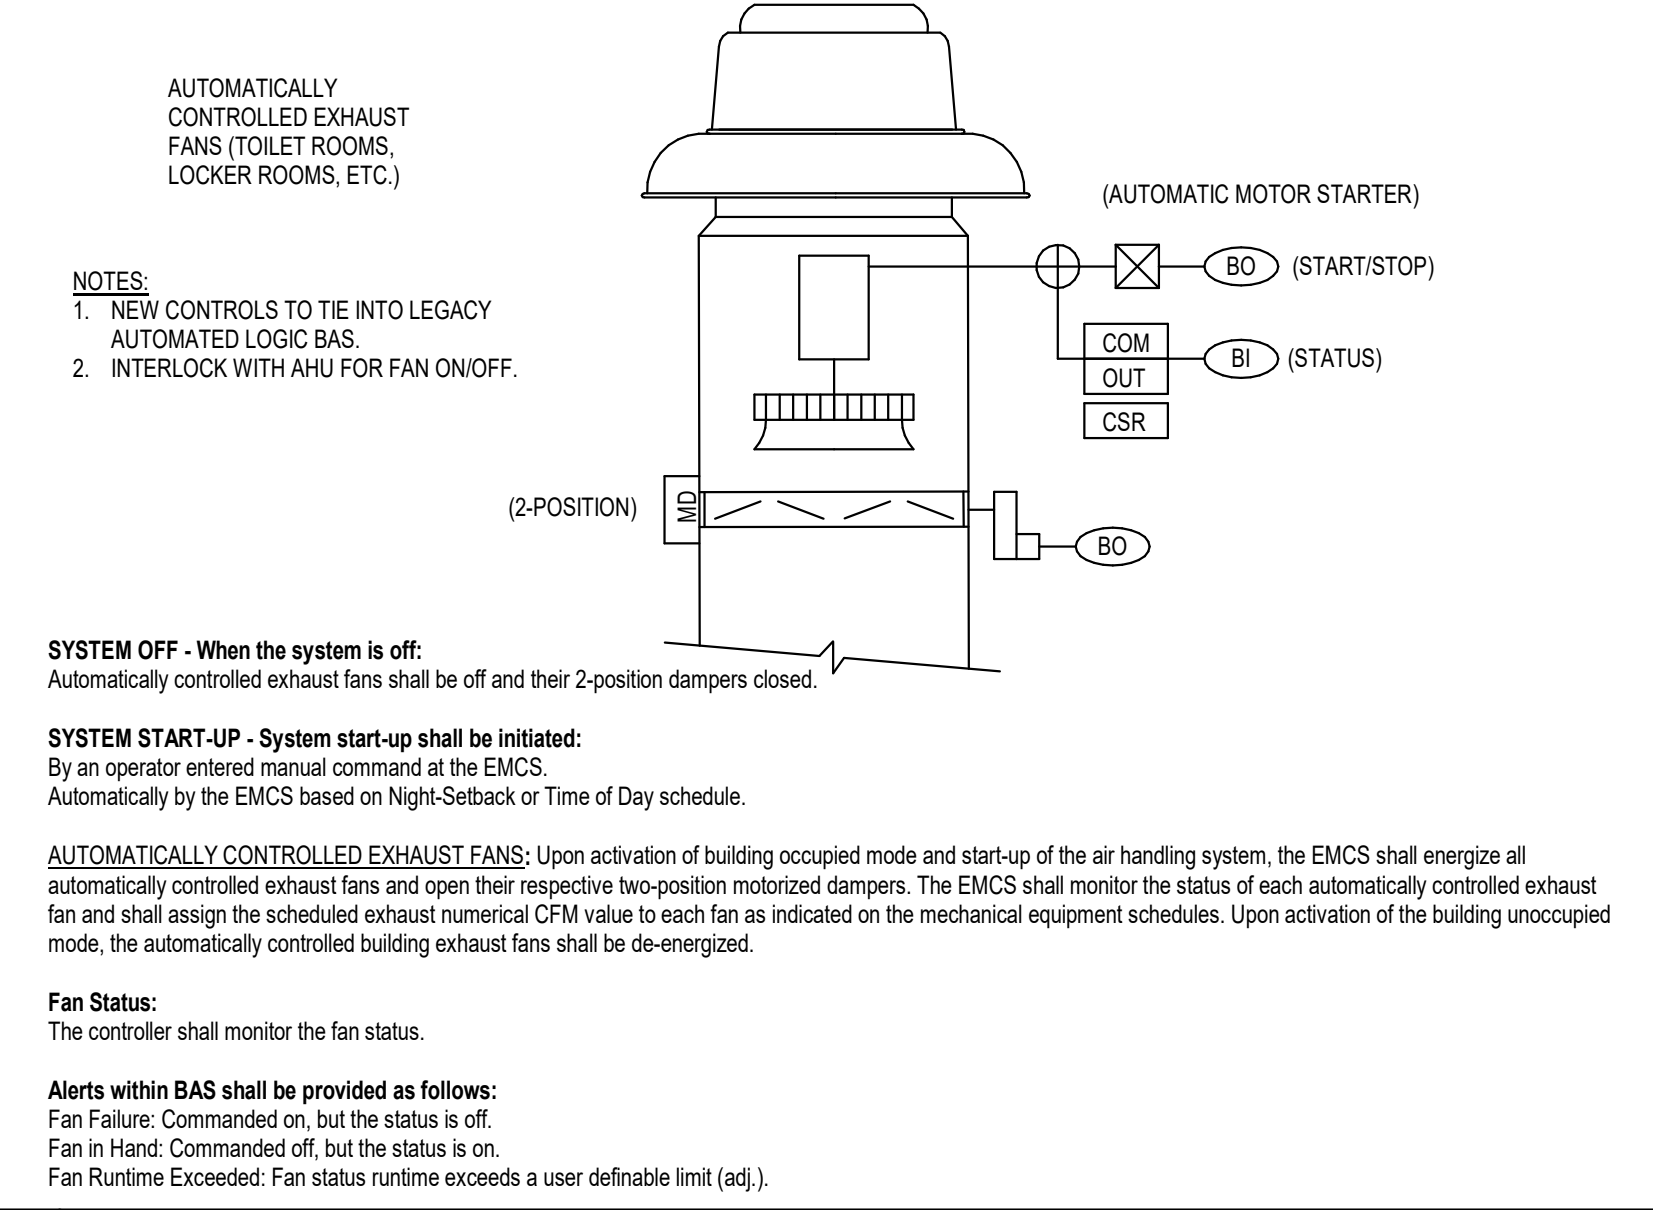 AUTOMATICALLY
CONTROLLED EXHAUST
FANS (TOILET ROOMS,
LOCKER ROOMS, ETC.)
(AUTOMATIC MOTOR STARTER)
BO (START/STOP)
NOTES:
1. NEW CONTROLS TO TIE INTO LEGACY
AUTOMATED LOGIC BAS.
2. INTERLOCK WITH AHU FOR FAN ON/OFF.
COM
OUT
BI (STATUS)
CSR
(2-POSITION)
MD
BO
SYSTEM OFF - When the system is off:
Automatically controlled exhaust fans shall be off and their 2-position dampers closed.
SYSTEM START-UP - System start-up shall be initiated:
By an operator entered manual command at the EMCS.
Automatically by the EMCS based on Night-Setback or Time of Day schedule.
AUTOMATICALLY CONTROLLED EXHAUST FANS: Upon activation of building occupied mode and start-up of the air handling system, the EMCS shall energize all
automatically controlled exhaust fans and open their respective two-position motorized dampers. The EMCS shall monitor the status of each automatically controlled exhaust
fan and shall assign the scheduled exhaust numerical CFM value to each fan as indicated on the mechanical equipment schedules. Upon activation of the building unoccupied
mode, the automatically controlled building exhaust fans shall be de-energized.
Fan Status:
The controller shall monitor the fan status.
Alerts within BAS shall be provided as follows:
Fan Failure: Commanded on, but the status is off.
Fan in Hand: Commanded off, but the status is on.
Fan Runtime Exceeded: Fan status runtime exceeds a user definable limit (adj.).